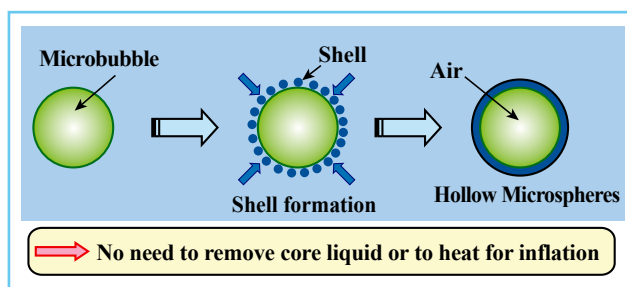 Microbubble
Shell
Shell formation
Air
Hollow Microspheres
No need to remove core liquid or to heat for inflation